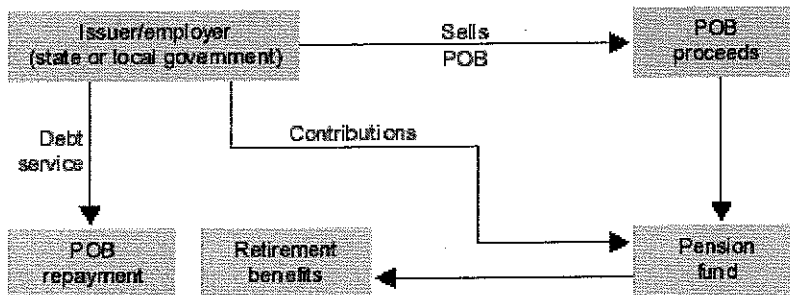 Issuer/employer
(state or local government)
Sells
POB
POB
proceeds
Debt
service
Contributions
POB
repayment
Retirement
benefits
Pension
fund